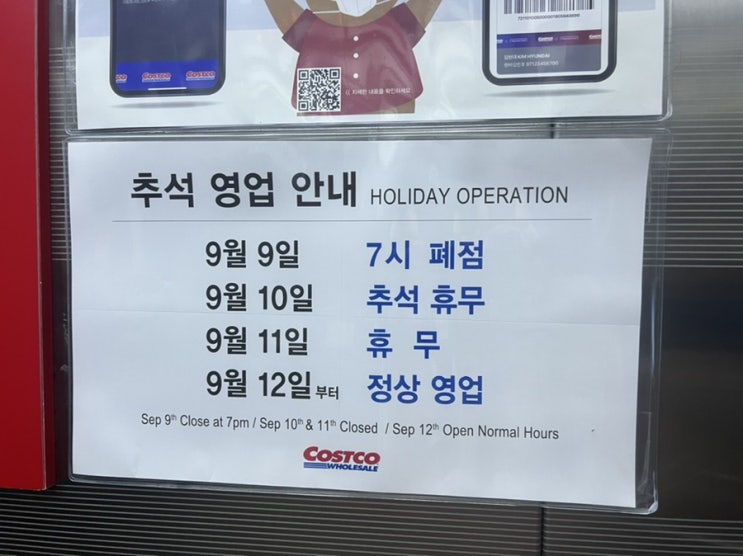 COSTCO COSTCO COSTCO
KIM HYUNDAI
추석 영업 안내 HOLIDAY OPERATION
9월 9일 7시 폐점
9월 10일 추석 휴무
9월 11일 휴 무
9월 12일부터 정상 영업
Sep 9th Close at 7pm / Sep 10th & 11th Closed / Sep 12th Open Normal Hours
COSTCO
WHOLESALE